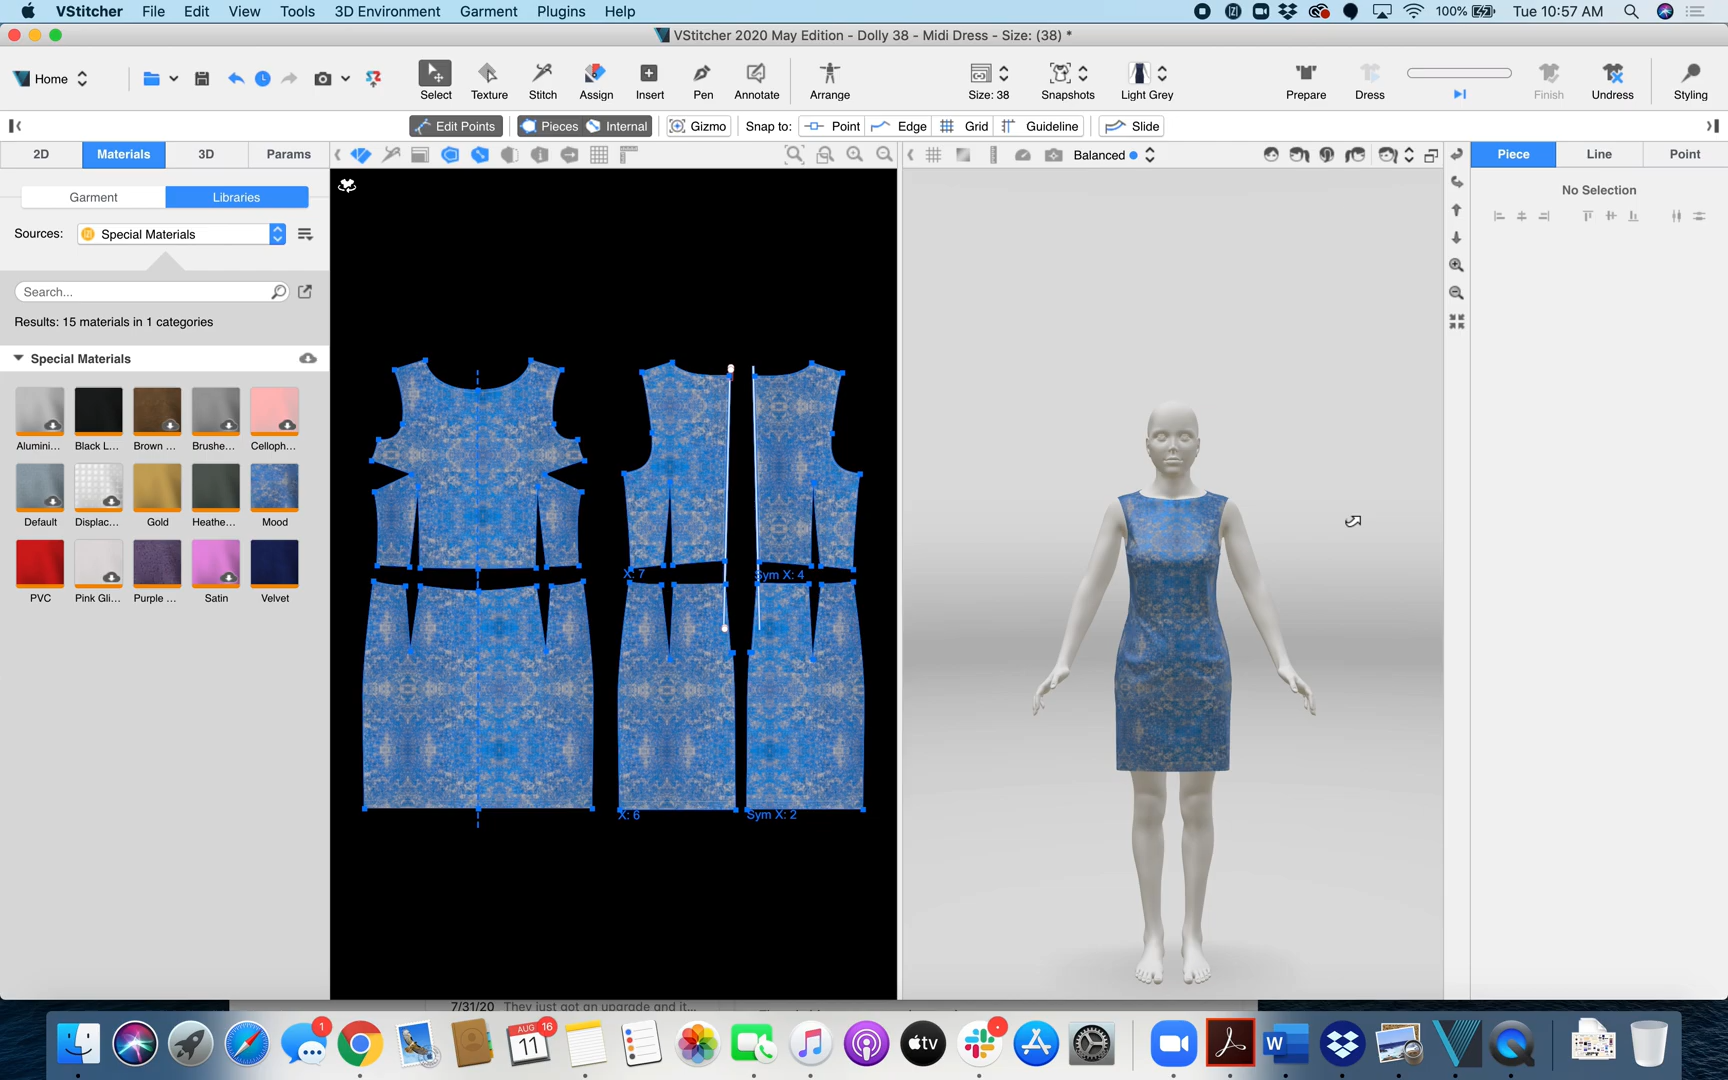 VStitcher File Edit View Tools 3D Environment Garment Plugins Help
100% Tue 10:57 AM
VStitcher 2020 May Edition - Dolly 38 - Midi Dress - Size: (38) *
Home
Select Texture Stitch Assign Insert Pen Annotate Arrange Size: 38 Snapshots Light Grey Prepare Dress Finish Undress Styling
Edit Points Pieces Internal Gizmo Snap to: Point Edge Grid Guideline Slide
2D Materials 3D Params
Balanced
Piece Line Point
Garment Libraries
No Selection
Sources: Special Materials
Search...
Results: 15 materials in 1 categories
Special Materials
Alumini... Black L... Brown ... Brushe... Celloph...
Default Displac... Gold Heathe... Mood
PVC Pink Gli... Purple ... Satin Velvet
X: 7 Sym X: 4
X: 6 Sym X: 2
7/31/20 They just got an upgrade and it...
1
AUG 16
11
tv
W